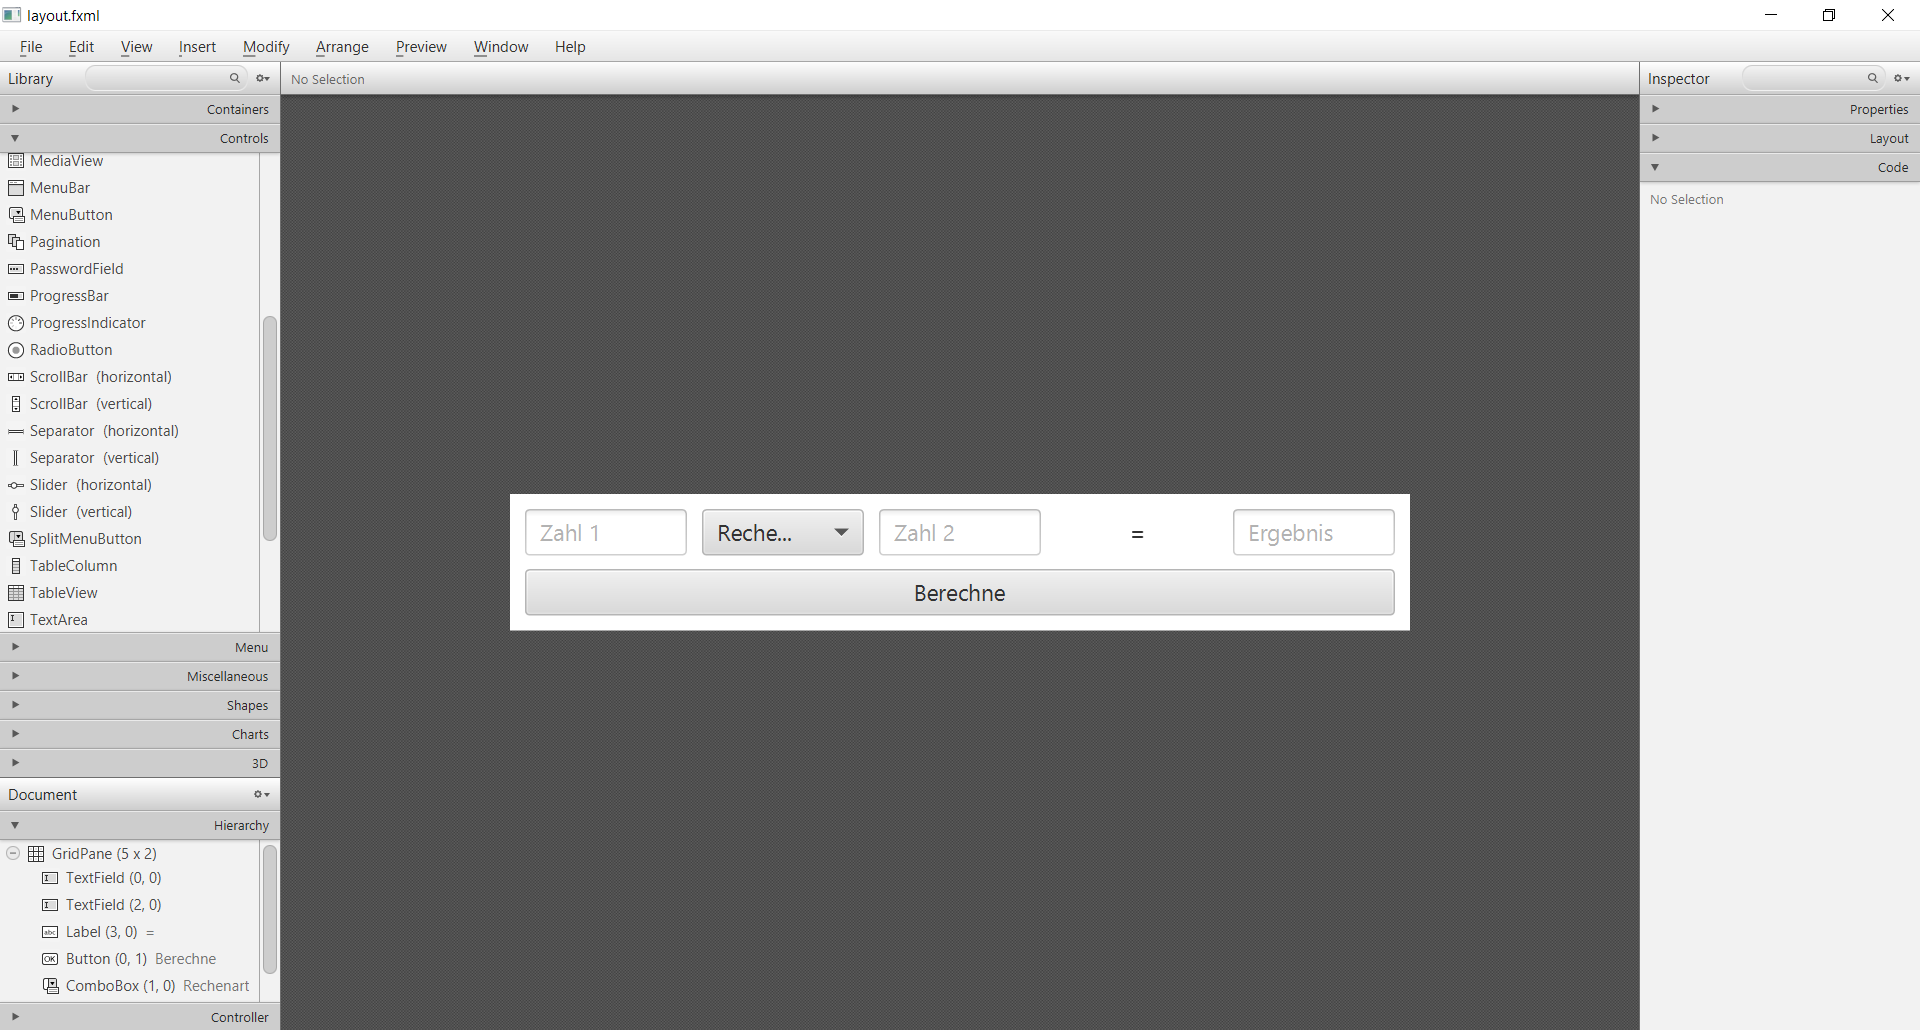 layout.fxml
File Edit View Insert Modify Arrange Preview Window Help
Library
No Selection
Inspector
Containers
Controls
MediaView
MenuBar
MenuButton
Pagination
PasswordField
ProgressBar
ProgressIndicator
RadioButton
ScrollBar (horizontal)
ScrollBar (vertical)
Separator (horizontal)
Separator (vertical)
Slider (horizontal)
Slider (vertical)
SplitMenuButton
TableColumn
TableView
TextArea
Menu
Miscellaneous
Shapes
Charts
3D
Document
Hierarchy
GridPane (5 x 2)
TextField (0, 0)
TextField (2, 0)
Label (3, 0) =
Button (0, 1) Berechne
ComboBox (1, 0) Rechenart
Controller
Zahl 1 Reche... Zahl 2 = Ergebnis
Berechne
Properties
Layout
Code
No Selection